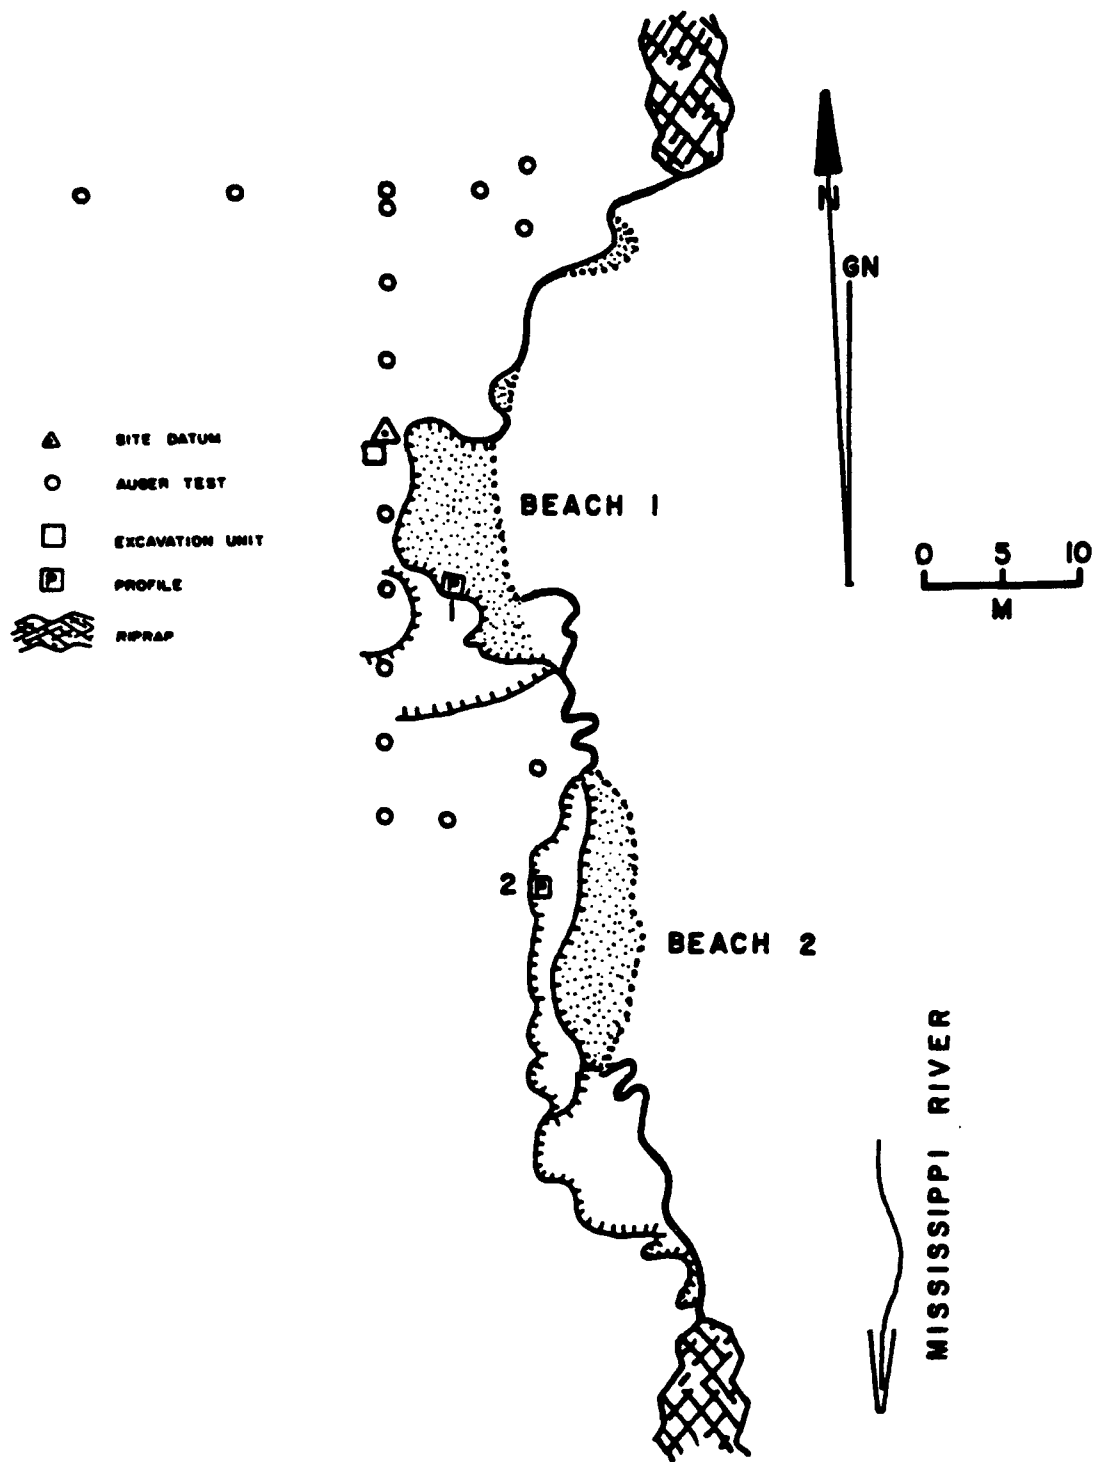 N
GN
SITE DATUM
AUGER TEST
EXCAVATION UNIT
P PROFILE
RIPRAP
BEACH 1
0 5 10
M
P
1
2 P
BEACH 2
MISSISSIPPI RIVER